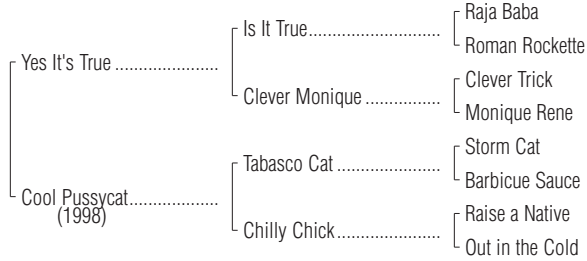 Raja Baba
Is It True
Roman Rockette
Yes It's True
Clever Trick
Clever Monique
Monique Rene
Storm Cat
Tabasco Cat
Barbicue Sauce
Cool Pussycat
(1998)
Raise a Native
Chilly Chick
Out in the Cold